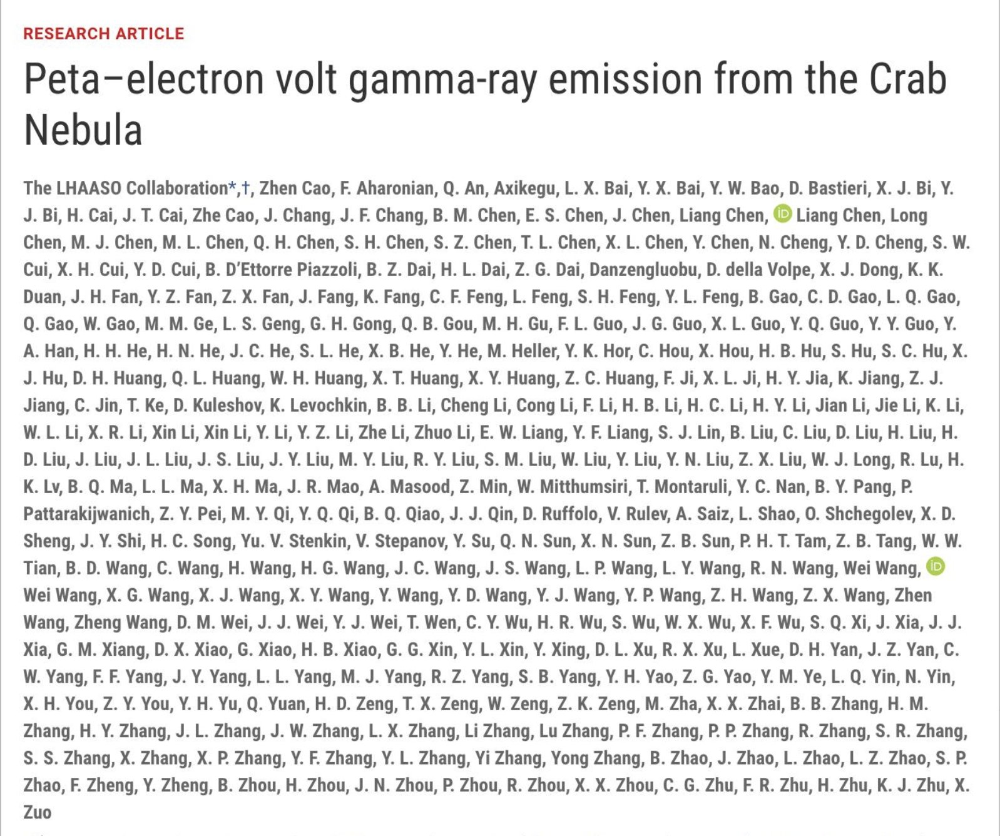 RESEARCH ARTICLE
Peta–electron volt gamma-ray emission from the Crab
Nebula
The LHAASO Collaboration*,†, Zhen Cao, F. Aharonian, Q. An, Axikegu, L. X. Bai, Y. X. Bai, Y. W. Bao, D. Bastieri, X. J. Bi, Y.
J. Bi, H. Cai, J. T. Cai, Zhe Cao, J. Chang, J. F. Chang, B. M. Chen, E. S. Chen, J. Chen, Liang Chen, iD Liang Chen, Long
Chen, M. J. Chen, M. L. Chen, Q. H. Chen, S. H. Chen, S. Z. Chen, T. L. Chen, X. L. Chen, Y. Chen, N. Cheng, Y. D. Cheng, S. W.
Cui, X. H. Cui, Y. D. Cui, B. D’Ettorre Piazzoli, B. Z. Dai, H. L. Dai, Z. G. Dai, Danzengluobu, D. della Volpe, X. J. Dong, K. K.
Duan, J. H. Fan, Y. Z. Fan, Z. X. Fan, J. Fang, K. Fang, C. F. Feng, L. Feng, S. H. Feng, Y. L. Feng, B. Gao, C. D. Gao, L. Q. Gao,
Q. Gao, W. Gao, M. M. Ge, L. S. Geng, G. H. Gong, Q. B. Gou, M. H. Gu, F. L. Guo, J. G. Guo, X. L. Guo, Y. Q. Guo, Y. Y. Guo, Y.
A. Han, H. H. He, H. N. He, J. C. He, S. L. He, X. B. He, Y. He, M. Heller, Y. K. Hor, C. Hou, X. Hou, H. B. Hu, S. Hu, S. C. Hu, X.
J. Hu, D. H. Huang, Q. L. Huang, W. H. Huang, X. T. Huang, X. Y. Huang, Z. C. Huang, F. Ji, X. L. Ji, H. Y. Jia, K. Jiang, Z. J.
Jiang, C. Jin, T. Ke, D. Kuleshov, K. Levochkin, B. B. Li, Cheng Li, Cong Li, F. Li, H. B. Li, H. C. Li, H. Y. Li, Jian Li, Jie Li, K. Li,
W. L. Li, X. R. Li, Xin Li, Xin Li, Y. Li, Y. Z. Li, Zhe Li, Zhuo Li, E. W. Liang, Y. F. Liang, S. J. Lin, B. Liu, C. Liu, D. Liu, H. Liu, H.
D. Liu, J. Liu, J. L. Liu, J. S. Liu, J. Y. Liu, M. Y. Liu, R. Y. Liu, S. M. Liu, W. Liu, Y. Liu, Y. N. Liu, Z. X. Liu, W. J. Long, R. Lu, H.
K. Lv, B. Q. Ma, L. L. Ma, X. H. Ma, J. R. Mao, A. Masood, Z. Min, W. Mitthumsiri, T. Montaruli, Y. C. Nan, B. Y. Pang, P.
Pattarakijwanich, Z. Y. Pei, M. Y. Qi, Y. Q. Qi, B. Q. Qiao, J. J. Qin, D. Ruffolo, V. Rulev, A. Saiz, L. Shao, O. Shchegolev, X. D.
Sheng, J. Y. Shi, H. C. Song, Yu. V. Stenkin, V. Stepanov, Y. Su, Q. N. Sun, X. N. Sun, Z. B. Sun, P. H. T. Tam, Z. B. Tang, W. W.
Tian, B. D. Wang, C. Wang, H. Wang, H. G. Wang, J. C. Wang, J. S. Wang, L. P. Wang, L. Y. Wang, R. N. Wang, Wei Wang, iD
Wei Wang, X. G. Wang, X. J. Wang, X. Y. Wang, Y. Wang, Y. D. Wang, Y. J. Wang, Y. P. Wang, Z. H. Wang, Z. X. Wang, Zhen
Wang, Zheng Wang, D. M. Wei, J. J. Wei, Y. J. Wei, T. Wen, C. Y. Wu, H. R. Wu, S. Wu, W. X. Wu, X. F. Wu, S. Q. Xi, J. Xia, J. J.
Xia, G. M. Xiang, D. X. Xiao, G. Xiao, H. B. Xiao, G. G. Xin, Y. L. Xin, Y. Xing, D. L. Xu, R. X. Xu, L. Xue, D. H. Yan, J. Z. Yan, C.
W. Yang, F. F. Yang, J. Y. Yang, L. L. Yang, M. J. Yang, R. Z. Yang, S. B. Yang, Y. H. Yao, Z. G. Yao, Y. M. Ye, L. Q. Yin, N. Yin,
X. H. You, Z. Y. You, Y. H. Yu, Q. Yuan, H. D. Zeng, T. X. Zeng, W. Zeng, Z. K. Zeng, M. Zha, X. X. Zhai, B. B. Zhang, H. M.
Zhang, H. Y. Zhang, J. L. Zhang, J. W. Zhang, L. X. Zhang, Li Zhang, Lu Zhang, P. F. Zhang, P. P. Zhang, R. Zhang, S. R. Zhang,
S. S. Zhang, X. Zhang, X. P. Zhang, Y. F. Zhang, Y. L. Zhang, Yi Zhang, Yong Zhang, B. Zhao, J. Zhao, L. Zhao, L. Z. Zhao, S. P.
Zhao, F. Zheng, Y. Zheng, B. Zhou, H. Zhou, J. N. Zhou, P. Zhou, R. Zhou, X. X. Zhou, C. G. Zhu, F. R. Zhu, H. Zhu, K. J. Zhu, X.
Zuo